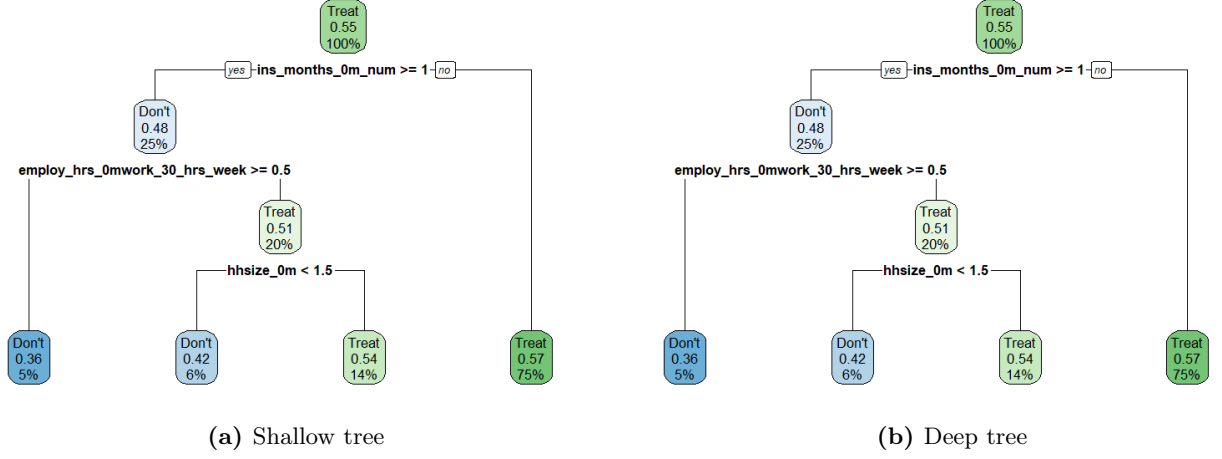 Treat
0.55
100%
yes ins_months_0m_num >= 1 no
Don't
0.48
25%
employ_hrs_0mwork_30_hrs_week >= 0.5
Treat
0.51
20%
hhsize_0m < 1.5
Don't
0.36
5%
Don't
0.42
6%
Treat
0.54
14%
Treat
0.57
75%
(a) Shallow tree
Treat
0.55
100%
yes ins_months_0m_num >= 1 no
Don't
0.48
25%
employ_hrs_0mwork_30_hrs_week >= 0.5
Treat
0.51
20%
hhsize_0m < 1.5
Don't
0.36
5%
Don't
0.42
6%
Treat
0.54
14%
Treat
0.57
75%
(b) Deep tree